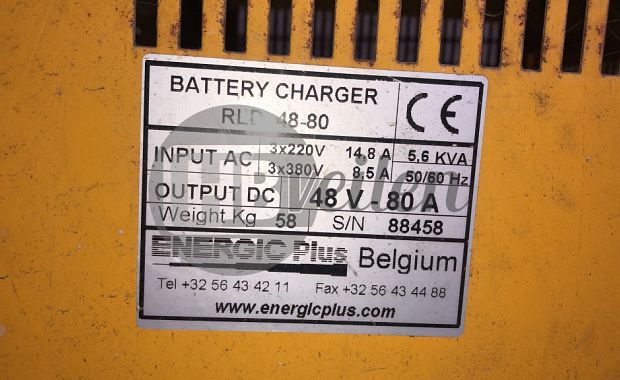 BATTERY CHARGER
48-80
CE
INPUT AC 3x220V 14,8 A 5,6 KVA
3x380V 8,5 A 50/60 Hz
OUTPUT DC 48 V - 80 A
Weight Kg 58 S/N 88458
ENERGIC Plus Belgium
Tel +32 56 43 42 11 Fax +32 56 43 44 88
www.energicplus.com
veilen